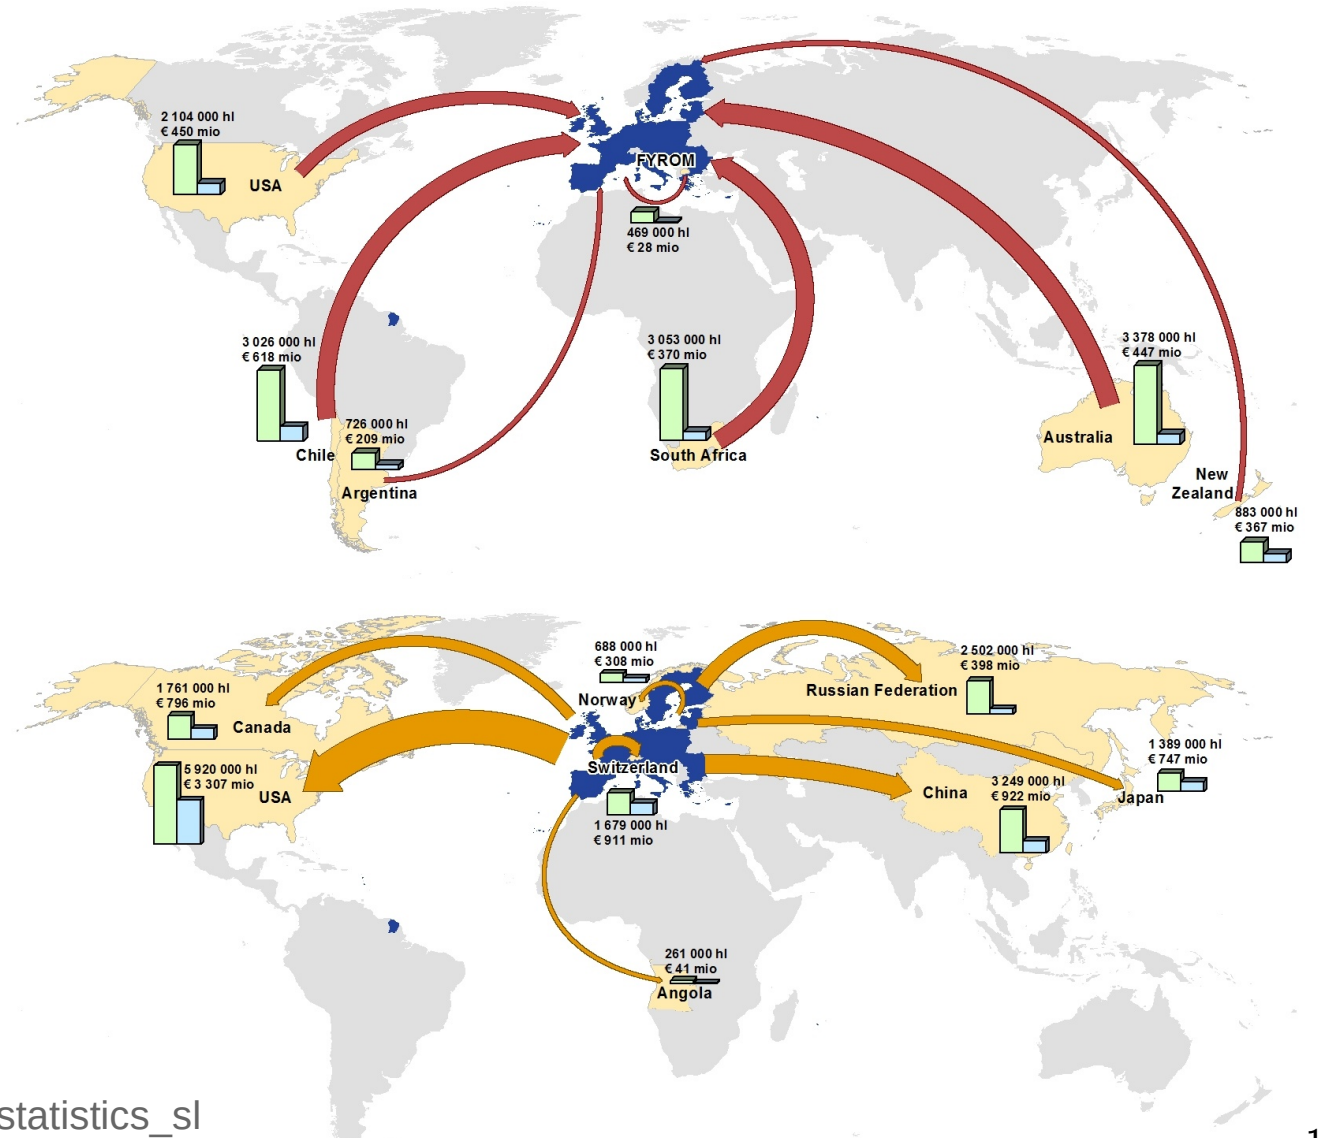 2 104 000 hl
€ 450 mio
USA
FYROM
469 000 hl
€ 28 mio
3 026 000 hl
€ 618 mio
Chile
726 000 hl
€ 209 mio
Argentina
3 053 000 hl
€ 370 mio
South Africa
3 378 000 hl
€ 447 mio
Australia
New
Zealand
883 000 hl
€ 367 mio
688 000 hl
€ 308 mio
Norway
2 502 000 hl
€ 398 mio
Russian Federation
1 761 000 hl
€ 796 mio
Canada
5 920 000 hl
€ 3 307 mio
USA
Switzerland
1 679 000 hl
€ 911 mio
China
3 249 000 hl
€ 922 mio
1 389 000 hl
€ 747 mio
Japan
261 000 hl
€ 41 mio
Angola
statistics_sl
1